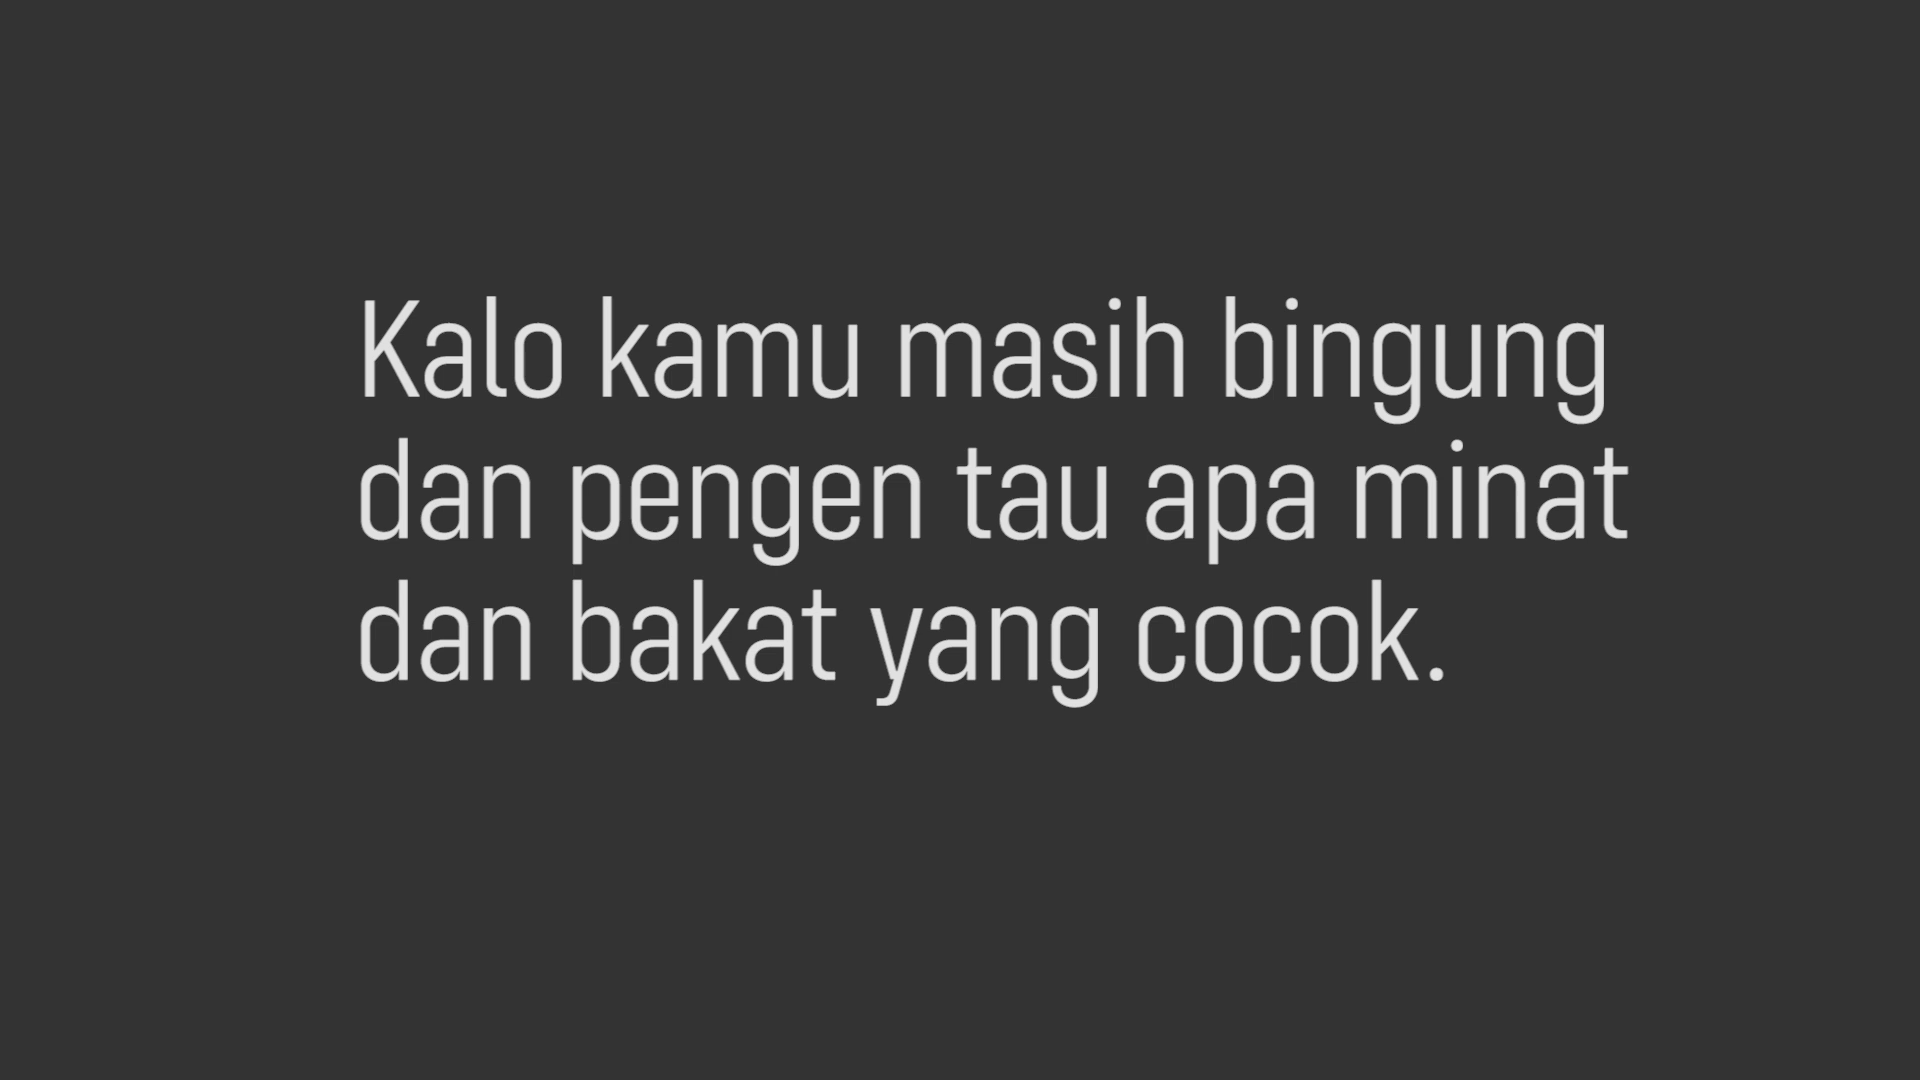 Kalo kamu masih bingung
dan pengen tau apa minat
dan bakat yang cocok.